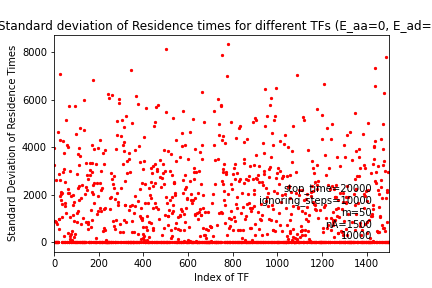 Standard deviation of Residence times for different TFs (E_aa=0, E_ad=
8000
6000
4000
2000
0
Standard Deviation of Residence Times
stop_time=20000
ignoring_steps=10000
nA=1500
10000
0 200 400 600 800 1000 1200 1400
Index of TF